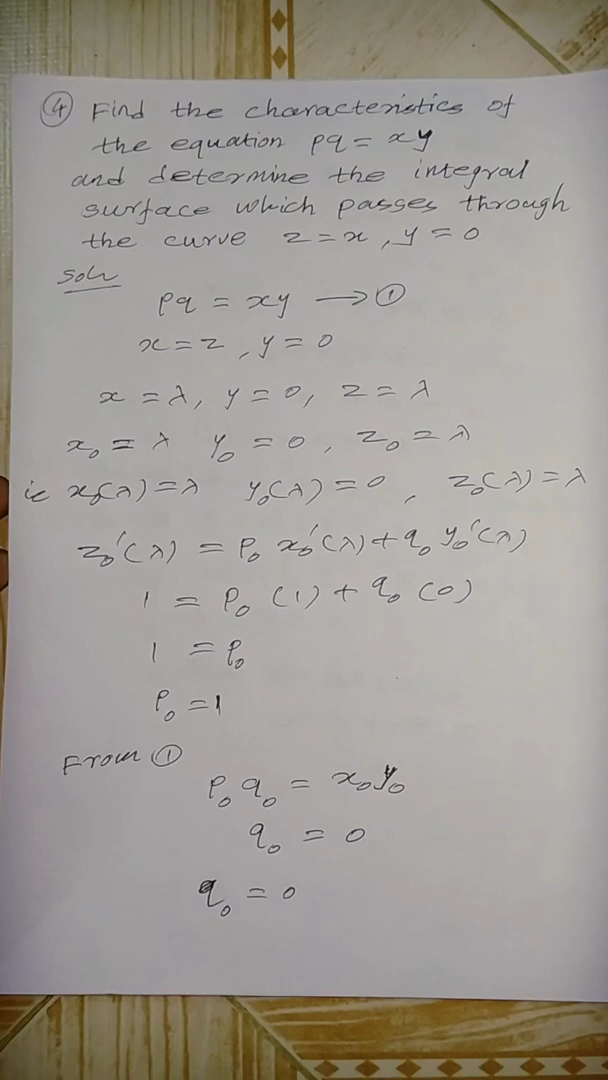 ④ Find the characteristics of
the equation pq = xy
and determine the integral
surface which passes through
the curve z = x , y = 0
Soln
pq = xy → ①
x = z , y = 0
x = λ, y = 0, z = λ
x₀ = λ y₀ = 0 , z₀ = λ
ie x₀(λ) = λ y₀(λ) = 0 , z₀(λ) = λ
z₀'(λ) = P₀ x₀'(λ) + q₀ y₀'(λ)
1 = P₀ (1) + q₀ (0)
1 = P₀
P₀ = 1
From ①
P₀ q₀ = x₀y₀
q₀ = 0
q₀ = 0